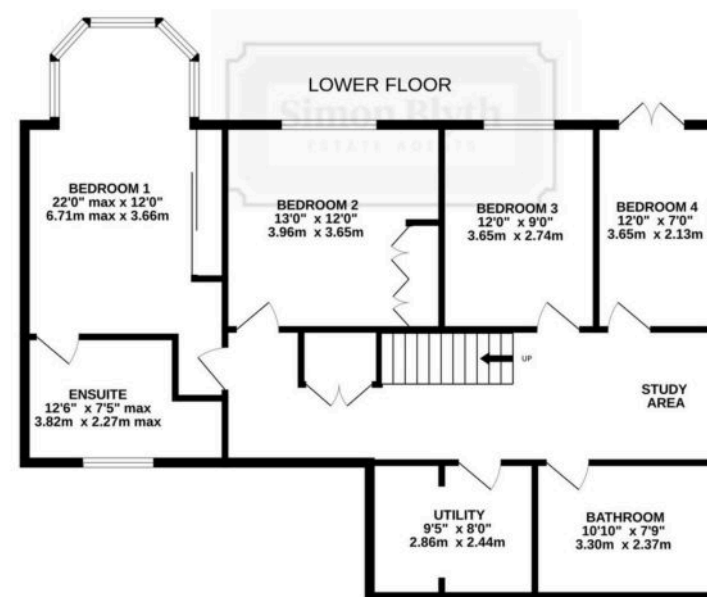 LOWER FLOOR
Simon Blyth
ESTATE AGENTS
BEDROOM 1
22'0" max x 12'0"
6.71m max x 3.66m
BEDROOM 2
13'0" x 12'0"
3.96m x 3.65m
BEDROOM 3
12'0" x 9'0"
3.65m x 2.74m
BEDROOM 4
12'0" x 7'0"
3.65m x 2.13m
UP
ENSUITE
12'6" x 7'5" max
3.82m x 2.27m max
STUDY
AREA
UTILITY
9'5" x 8'0"
2.86m x 2.44m
BATHROOM
10'10" x 7'9"
3.30m x 2.37m